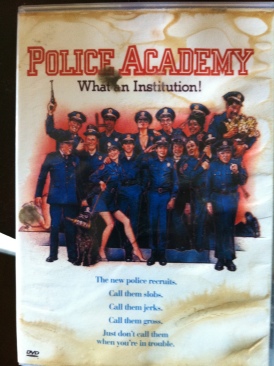 POLICE ACADEMY
What an Institution!
The new police recruits.
Call them slobs.
Call them jerks.
Call them gross.
Just don't call them
when you're in trouble.
DVD